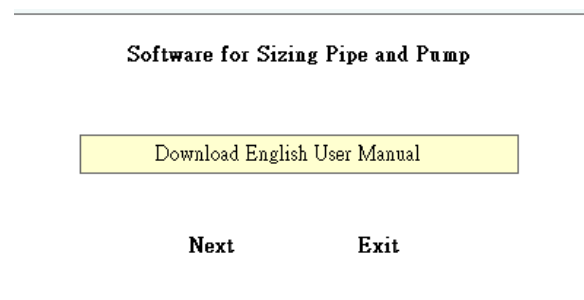 Software for Sizing Pipe and Pump
Download English User Manual
Next Exit